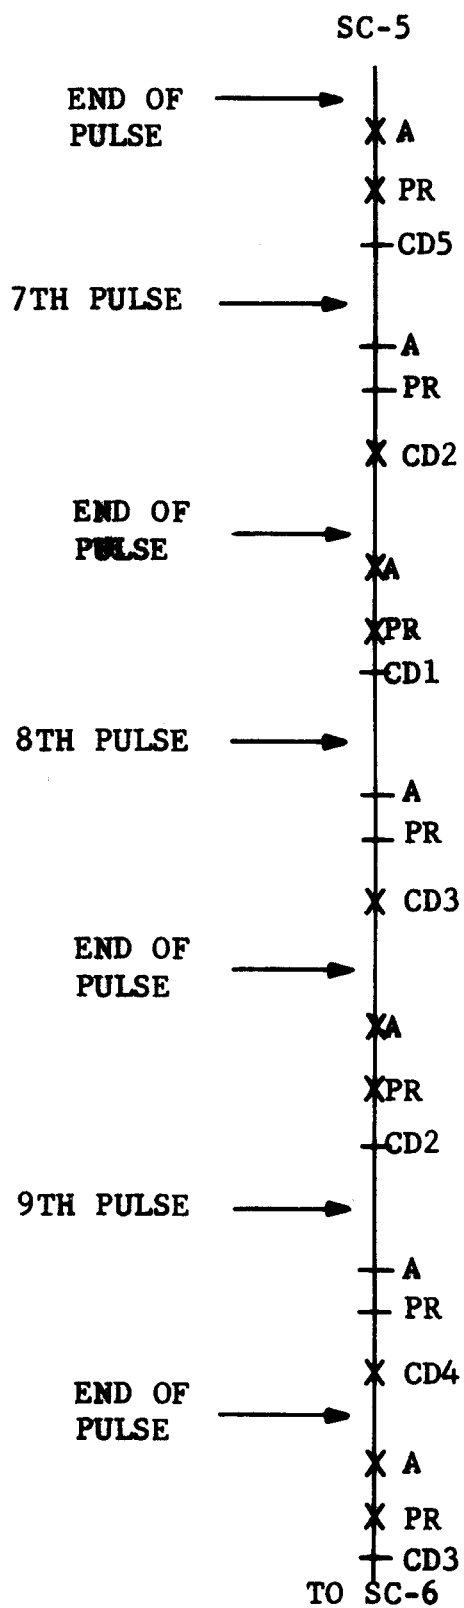 SC-5
END OF
PULSE
A
PR
CD5
7TH PULSE
A
PR
CD2
END OF
PULSE
A
PR
CD1
8TH PULSE
A
PR
CD3
END OF
PULSE
A
PR
CD2
9TH PULSE
A
PR
CD4
END OF
PULSE
A
PR
CD3
TO SC-6